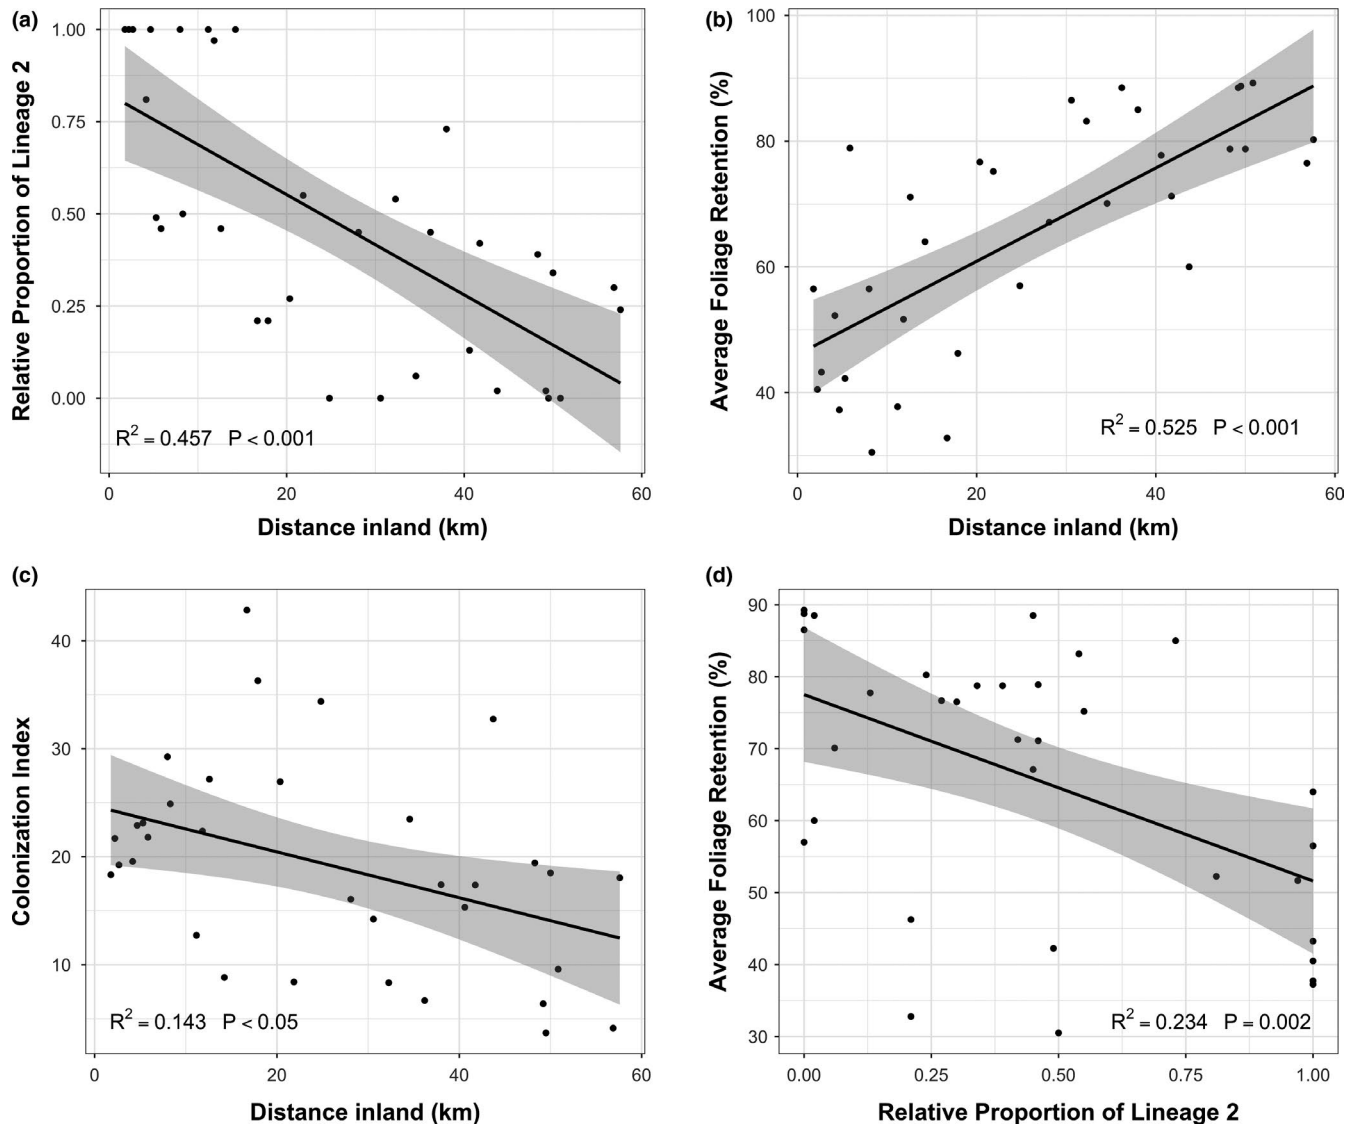 (a)
Relative Proportion of Lineage 2
1.00
0.75
0.50
0.25
0.00
R² = 0.457 P < 0.001
0 20 40 60
Distance inland (km)
(b)
Average Foliage Retention (%)
100
80
60
40
R² = 0.525 P < 0.001
0 20 40 60
Distance inland (km)
(c)
Colonization Index
40
30
20
10
R² = 0.143 P < 0.05
0 20 40 60
Distance inland (km)
(d)
Average Foliage Retention (%)
90
80
70
60
50
40
30
R² = 0.234 P = 0.002
0.00 0.25 0.50 0.75 1.00
Relative Proportion of Lineage 2